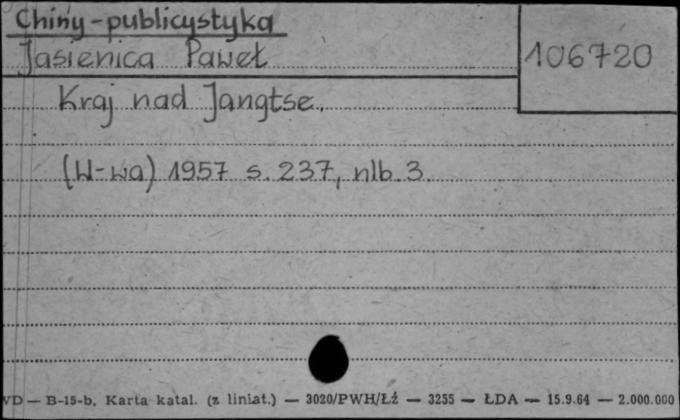 Chiny-publicystyka
Jasienica Paweł
106720
Kraj nad Jangtse.
(W-wa) 1957 s. 237, nlb. 3
VD — B-15-b. Karta katal. (z liniat.) — 3020/PWH/Łź — 3255 — ŁDA — 15.9.64 — 2.000.000